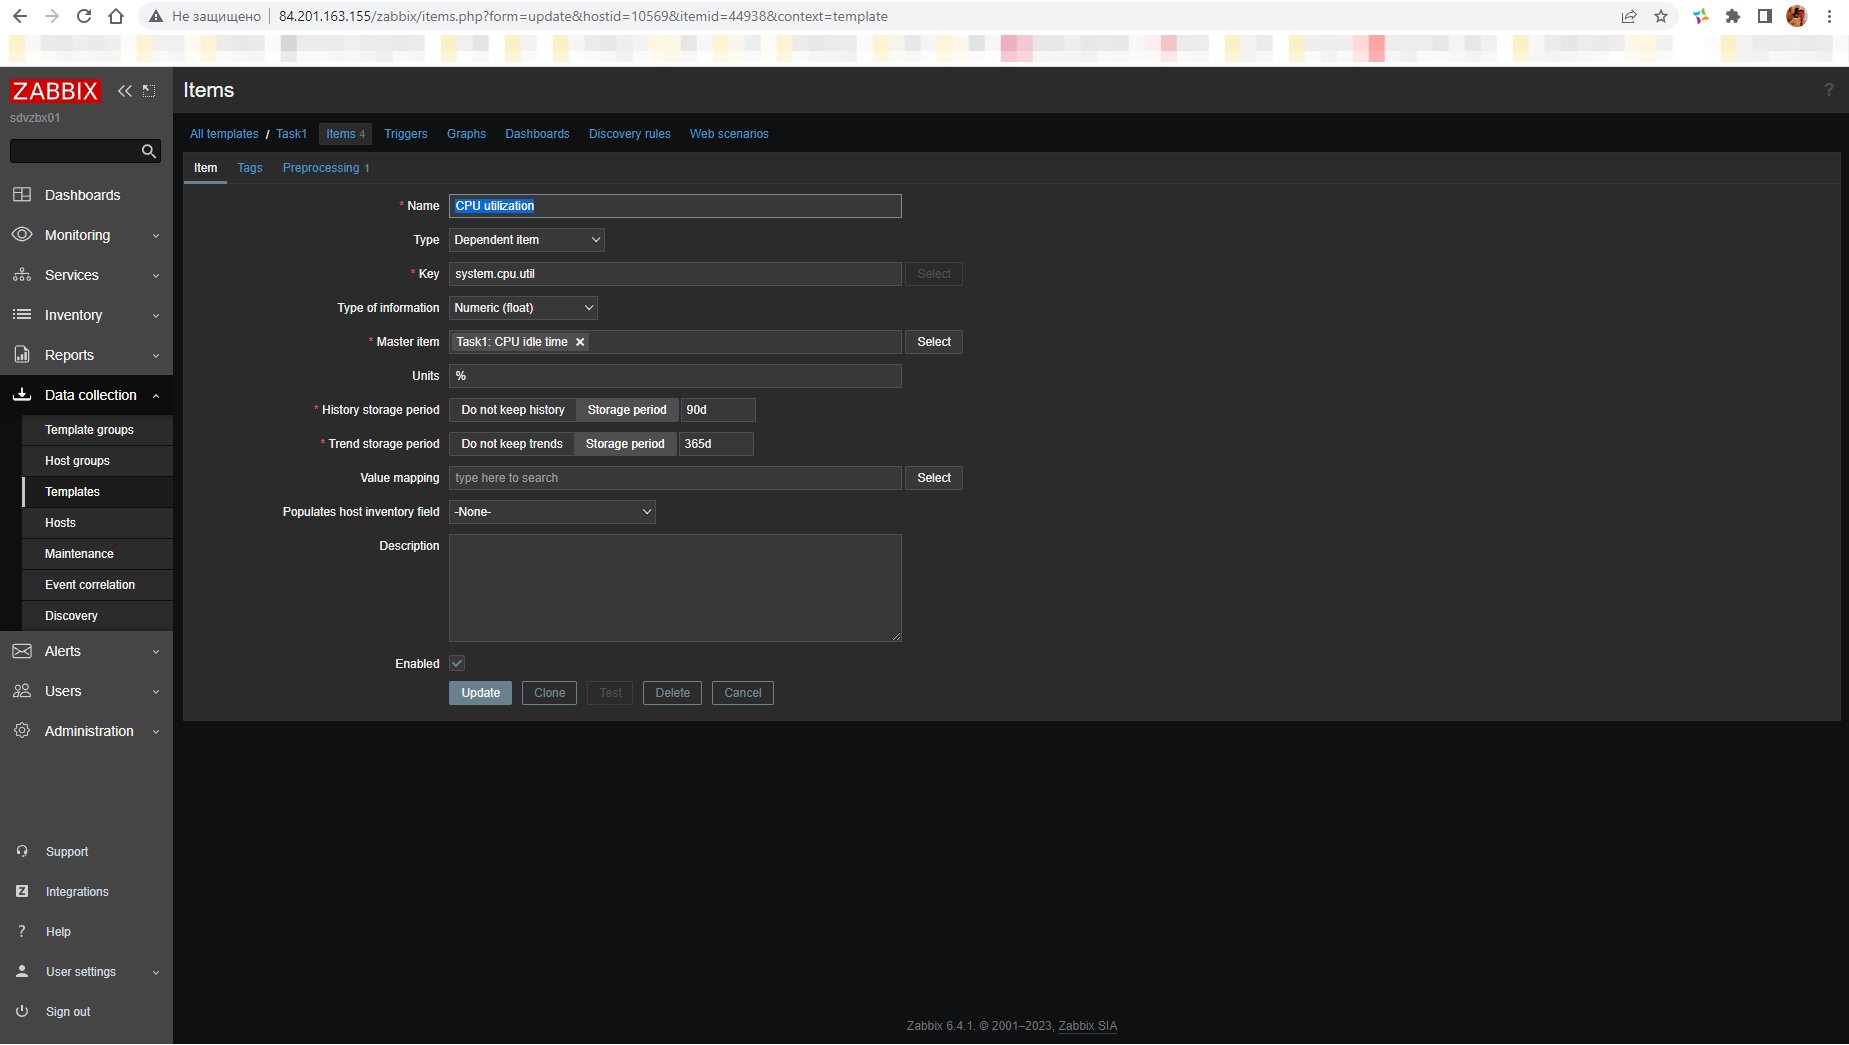 Не защищено
84.201.163.155/zabbix/items.php?form=update&hostid=10569&itemid=44938&context=template
ZABBIX
sdvzbx01
Dashboards
Monitoring
Services
Inventory
Reports
Data collection
Template groups
Host groups
Templates
Hosts
Maintenance
Event correlation
Discovery
Alerts
Users
Administration
Support
Z Integrations
? Help
User settings
Sign out
Items
?
All templates / Task1 Items 4 Triggers Graphs Dashboards Discovery rules Web scenarios
Item Tags Preprocessing 1
* Name CPU utilization
Type Dependent item
* Key system.cpu.util Select
Type of information Numeric (float)
* Master item Task1: CPU idle time Select
Units %
* History storage period Do not keep history Storage period 90d
* Trend storage period Do not keep trends Storage period 365d
Value mapping type here to search Select
Populates host inventory field -None-
Description
Enabled
Update Clone Test Delete Cancel
Zabbix 6.4.1. © 2001–2023, Zabbix SIA